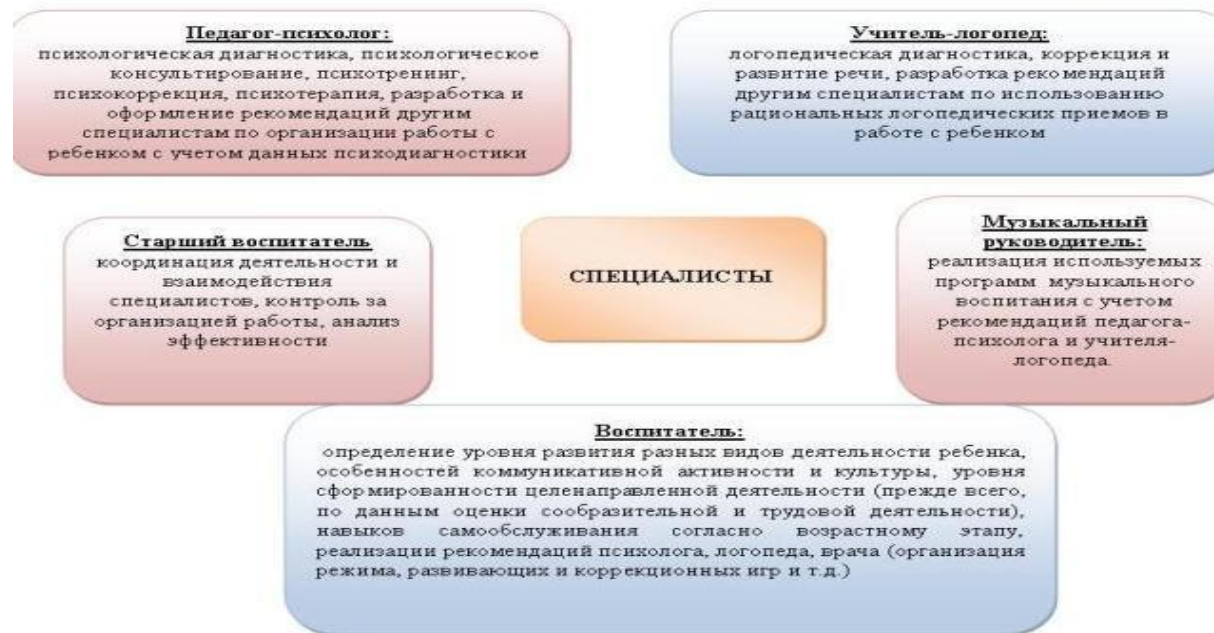 Педагог-психолог:
психологическая диагностика, психологическое
консультирование, психотренинг,
психокоррекция, психотерапия, разработка и
оформление рекомендаций другим
специалистам по организации работы с
ребенком с учетом данных психодиагностики
Учитель-логопед:
логопедическая диагностика, коррекция и
развитие речи, разработка рекомендаций
другим специалистам по использованию
рациональных логопедических приемов в
работе с ребенком
Старший воспитатель
координация деятельности и
взаимодействия
специалистов, контроль за
организацией работы, анализ
эффективности
СПЕЦИАЛИСТЫ
Музыкальный
руководитель:
реализация используемых
программ музыкального
воспитания с учетом
рекомендаций педагога-
психолога и учителя-
логопеда.
Воспитатель:
определение уровня развития разных видов деятельности ребенка,
особенностей коммуникативной активности и культуры, уровня
сформированности целенаправленной деятельности (прежде всего,
по данным оценки сообразительной и трудовой деятельности),
навыков самообслуживания согласно возрастному этапу,
реализации рекомендаций психолога, логопеда, врача (организация
режима, развивающих и коррекционных игр и т.д.)